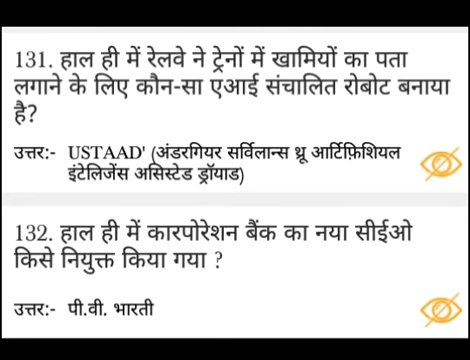 131. हाल ही में रेलवे ने ट्रेनों में खामियों का पता
लगाने के लिए कौन-सा एआई संचालित रोबोट बनाया
है?
उत्तर:- USTAAD' (अंडरगियर सर्विलान्स थ्रू आर्टिफ़िशियल
इंटेलिजेंस असिस्टेड ड्रॉयाड)
132. हाल ही में कारपोरेशन बैंक का नया सीईओ
किसे नियुक्त किया गया ?
उत्तर:- पी.वी. भारती